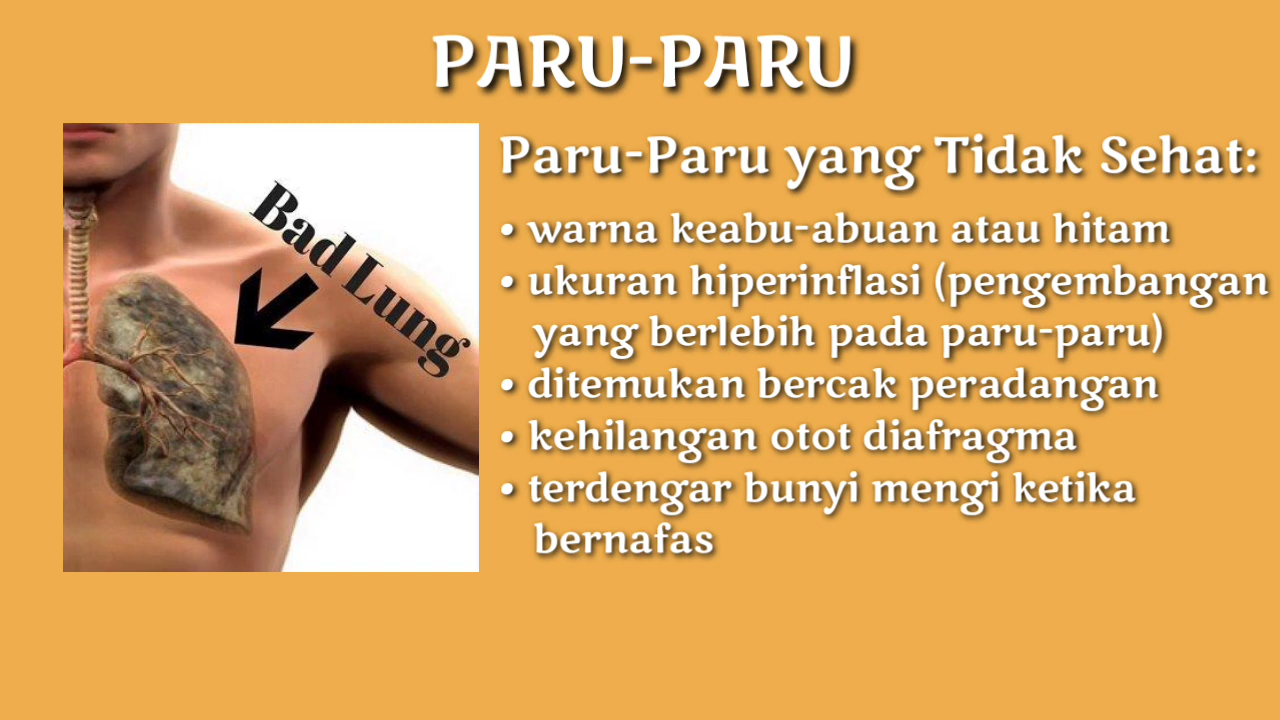 PARU-PARU
Bad Lung
Paru-Paru yang Tidak Sehat:
• warna keabu-abuan atau hitam
• ukuran hiperinflasi (pengembangan
yang berlebih pada paru-paru)
• ditemukan bercak peradangan
• kehilangan otot diafragma
• terdengar bunyi mengi ketika
bernafas